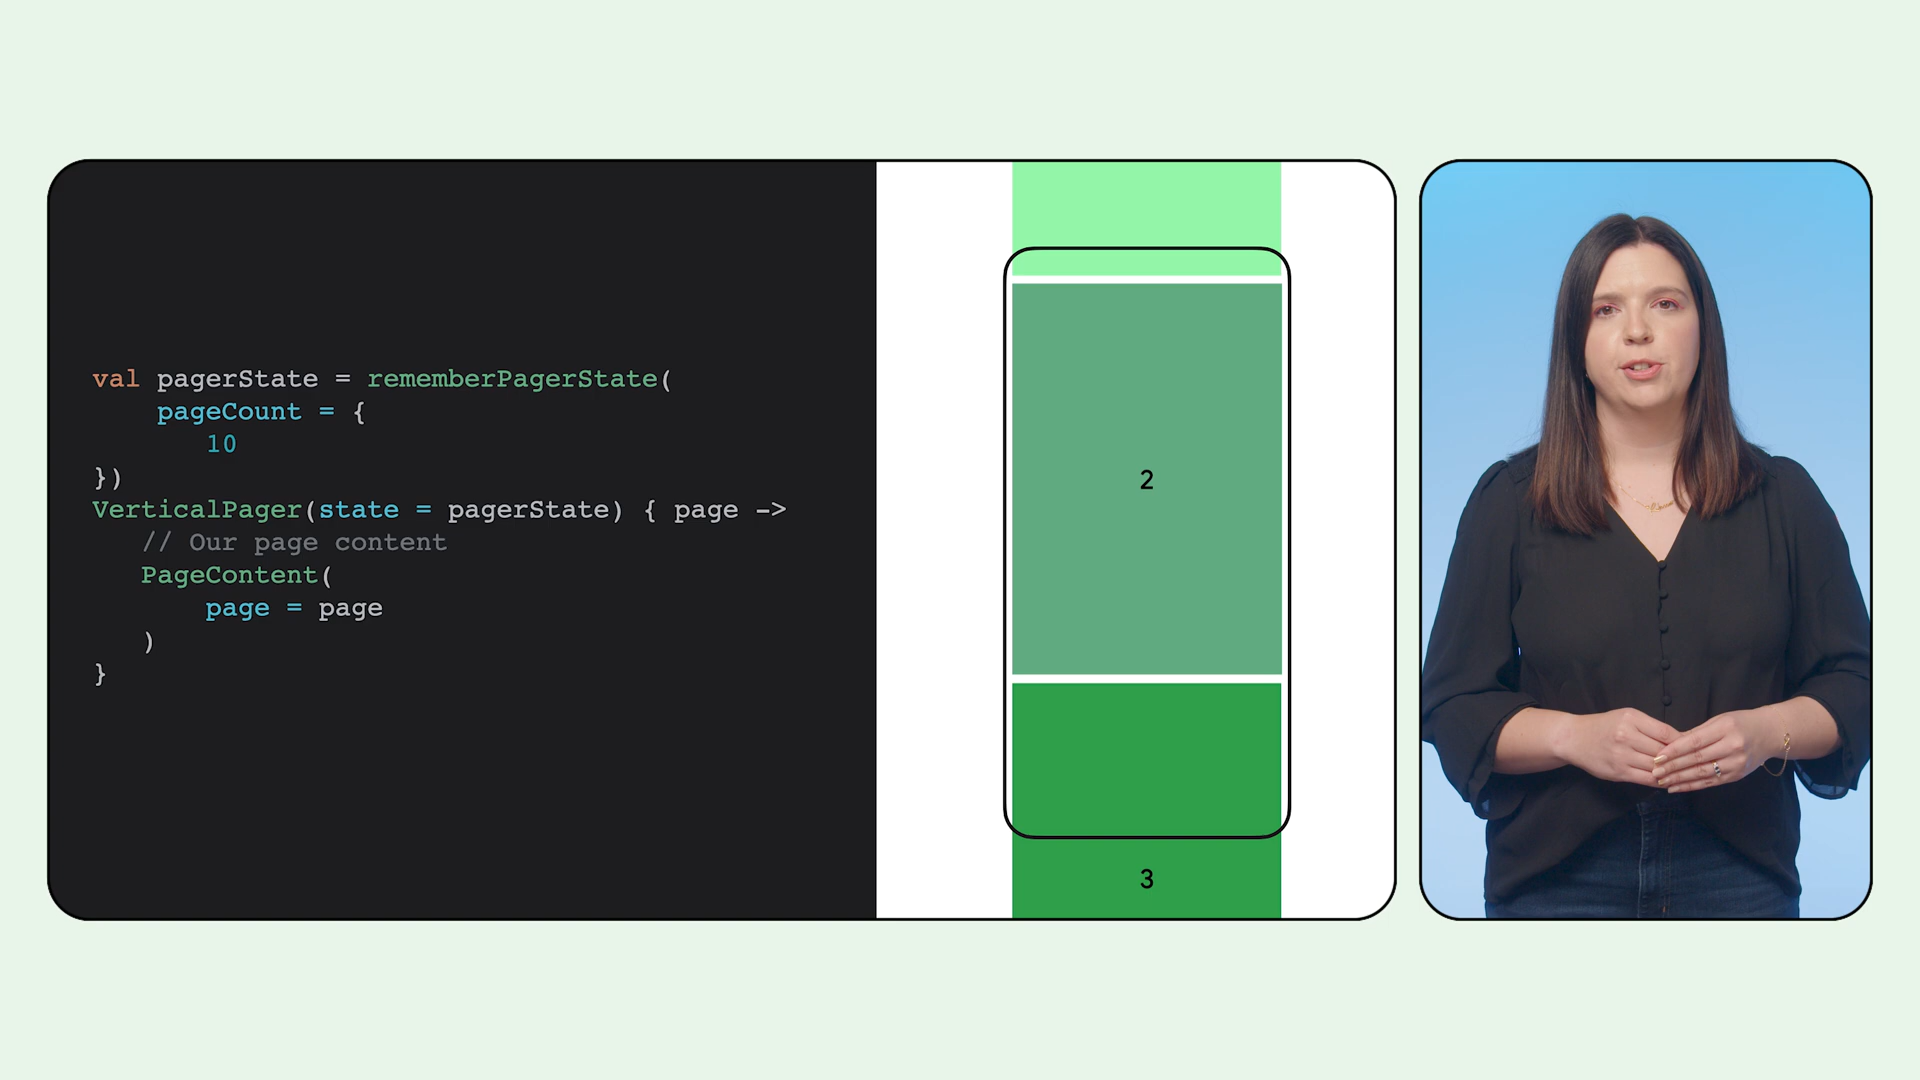 val pagerState = rememberPagerState(
    pageCount = {
       10
})
VerticalPager(state = pagerState) { page ->
   // Our page content
   PageContent(
       page = page
   )
}
2
3